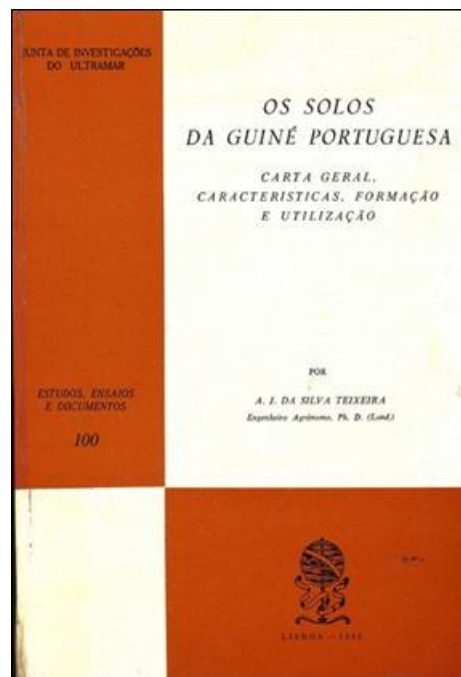 JUNTA DE INVESTIGAÇÕES
DO ULTRAMAR
OS SOLOS
DA GUINÉ PORTUGUESA
CARTA GERAL,
CARACTERISTICAS, FORMAÇÃO
E UTILIZAÇÃO
POR
A. J. DA SILVA TEIXEIRA
Engenheiro Agrónomo, Ph. D. (Lond.)
ESTUDOS, ENSAIOS
E DOCUMENTOS
100
LISBOA —